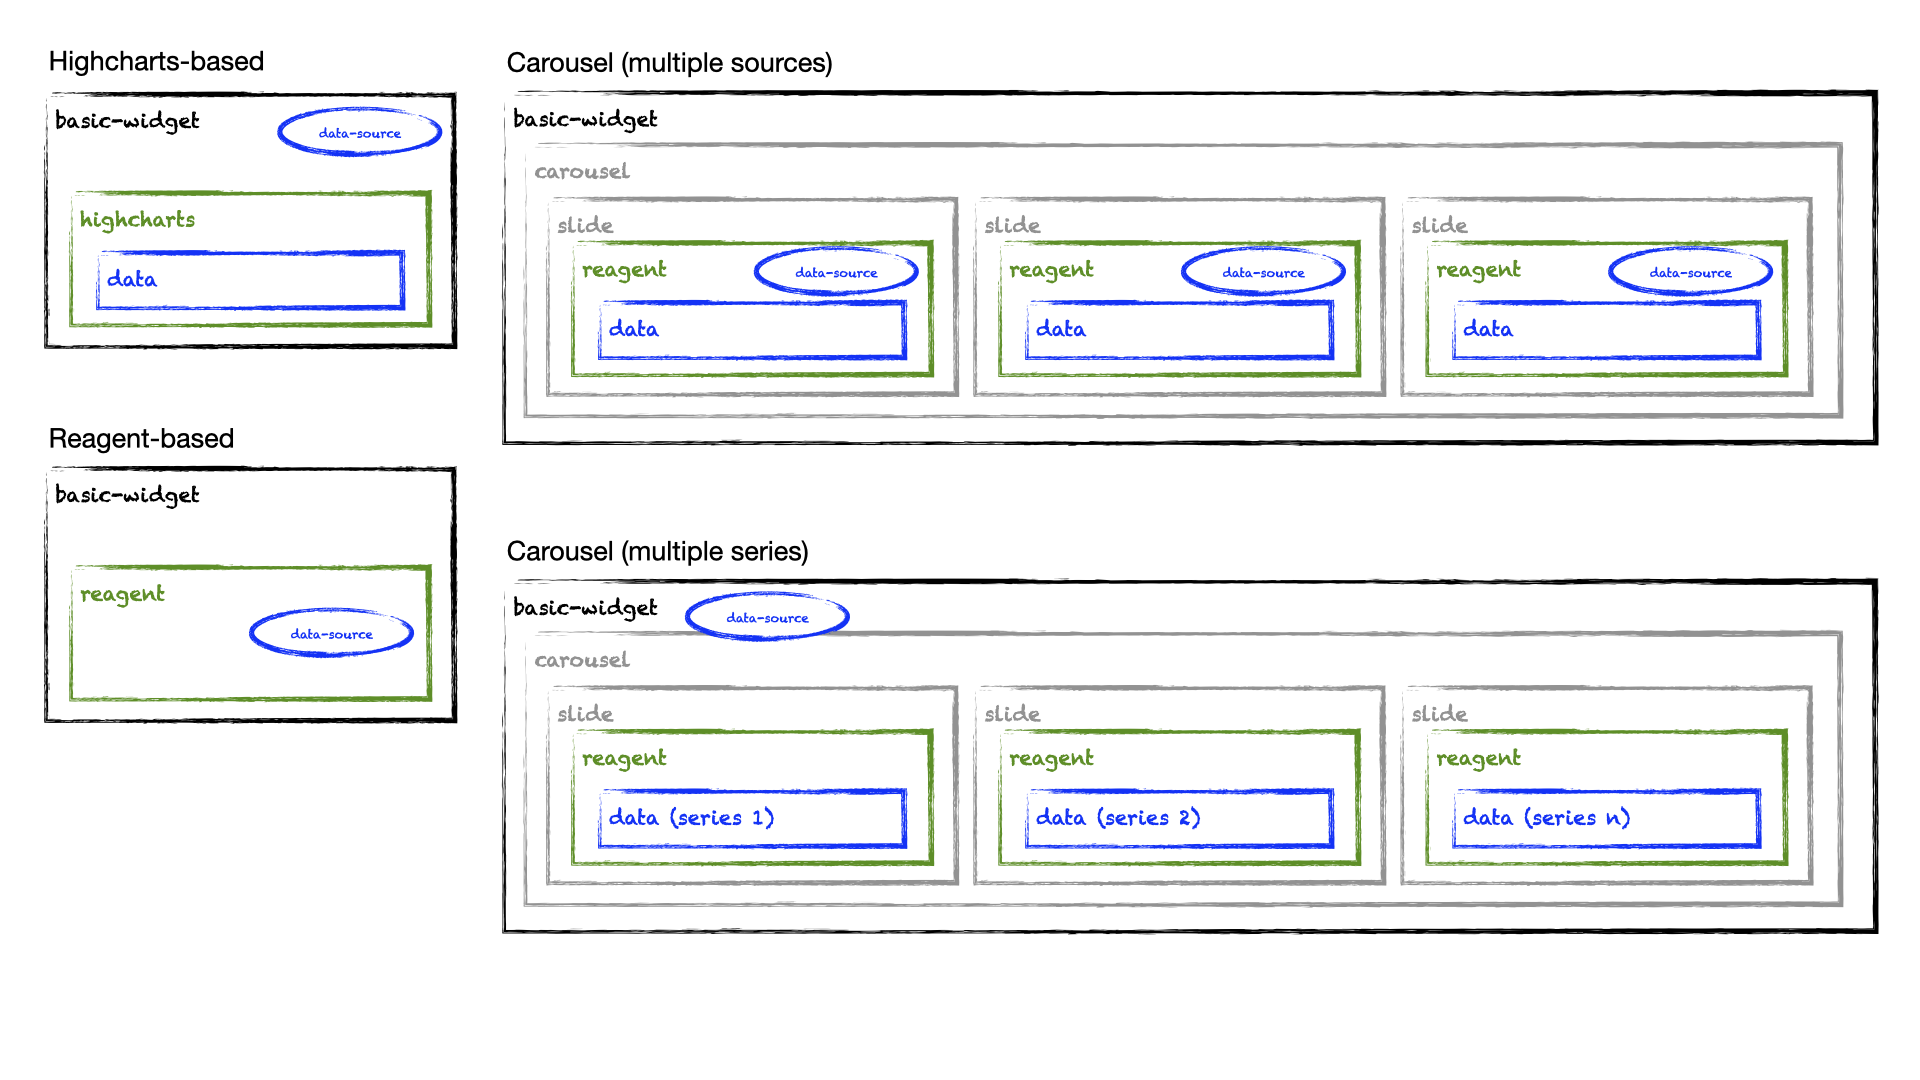 Highcharts-based
basic-widget
data-source
highcharts
data
Reagent-based
basic-widget
reagent
data-source
Carousel (multiple sources)
basic-widget
carousel
slide
reagent
data-source
data
slide
reagent
data-source
data
slide
reagent
data-source
data
Carousel (multiple series)
basic-widget
data-source
carousel
slide
reagent
data (series 1)
slide
reagent
data (series 2)
slide
reagent
data (series n)